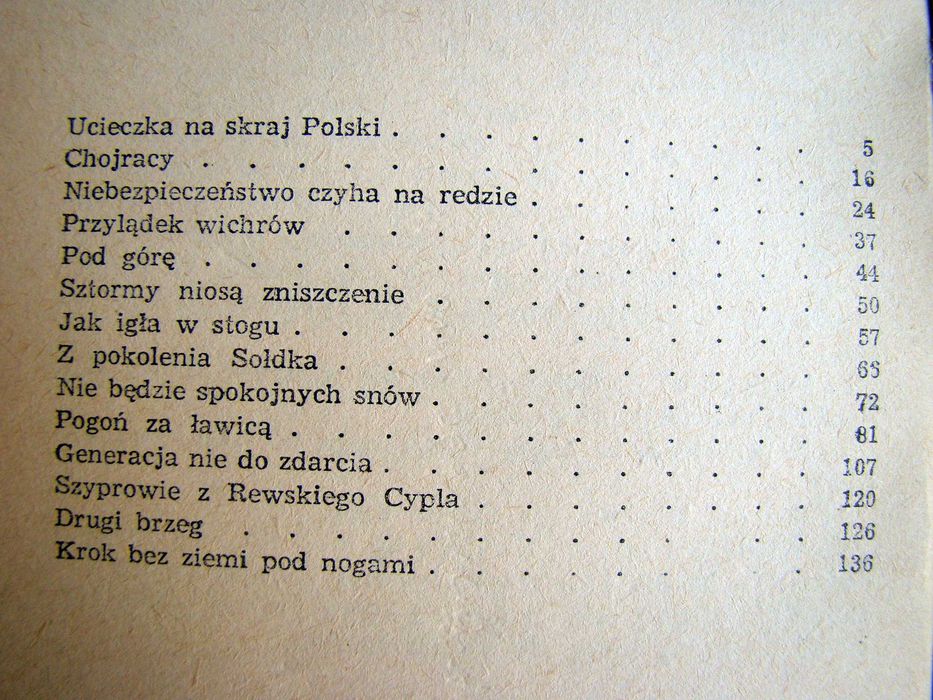 Ucieczka na skraj Polski . . . . . . . . . 5
Chojracy . . . . . . . . . . . . . 16
Niebezpieczeństwo czyha na redzie . . . . . . 24
Przylądek wichrów . . . . . . . . . . 37
Pod górę . . . . . . . . . . . . . 44
Sztormy niosą zniszczenie . . . . . . . . 50
Jak igła w stogu . . . . . . . . . . . 57
Z pokolenia Sołdka . . . . . . . . . . 66
Nie będzie spokojnych snów . . . . . . . . 72
Pogoń za ławicą . . . . . . . . . . . 81
Generacja nie do zdarcia . . . . . . . . . 107
Szyprowie z Rewskiego Cypla . . . . . . . 120
Drugi brzeg . . . . . . . . . . . . 126
Krok bez ziemi pod nogami . . . . . . . . 136